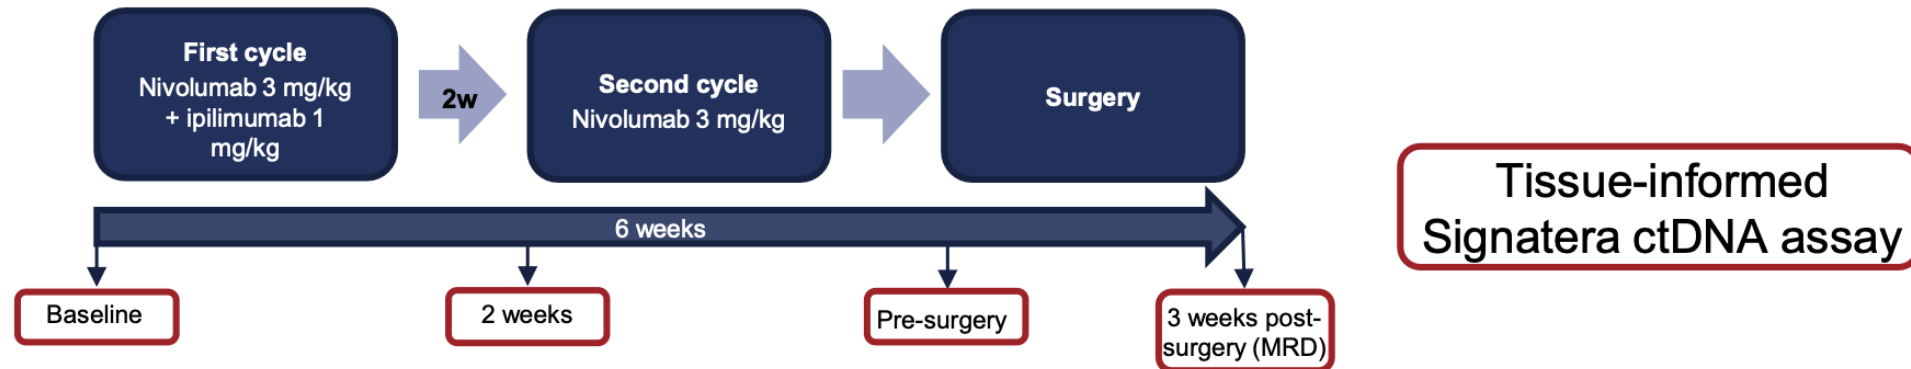 First cycle
Nivolumab 3 mg/kg
+ ipilimumab 1
mg/kg
2w
Second cycle
Nivolumab 3 mg/kg
Surgery
6 weeks
Baseline
2 weeks
Pre-surgery
3 weeks post-
surgery (MRD)
Tissue-informed
Signatera ctDNA assay